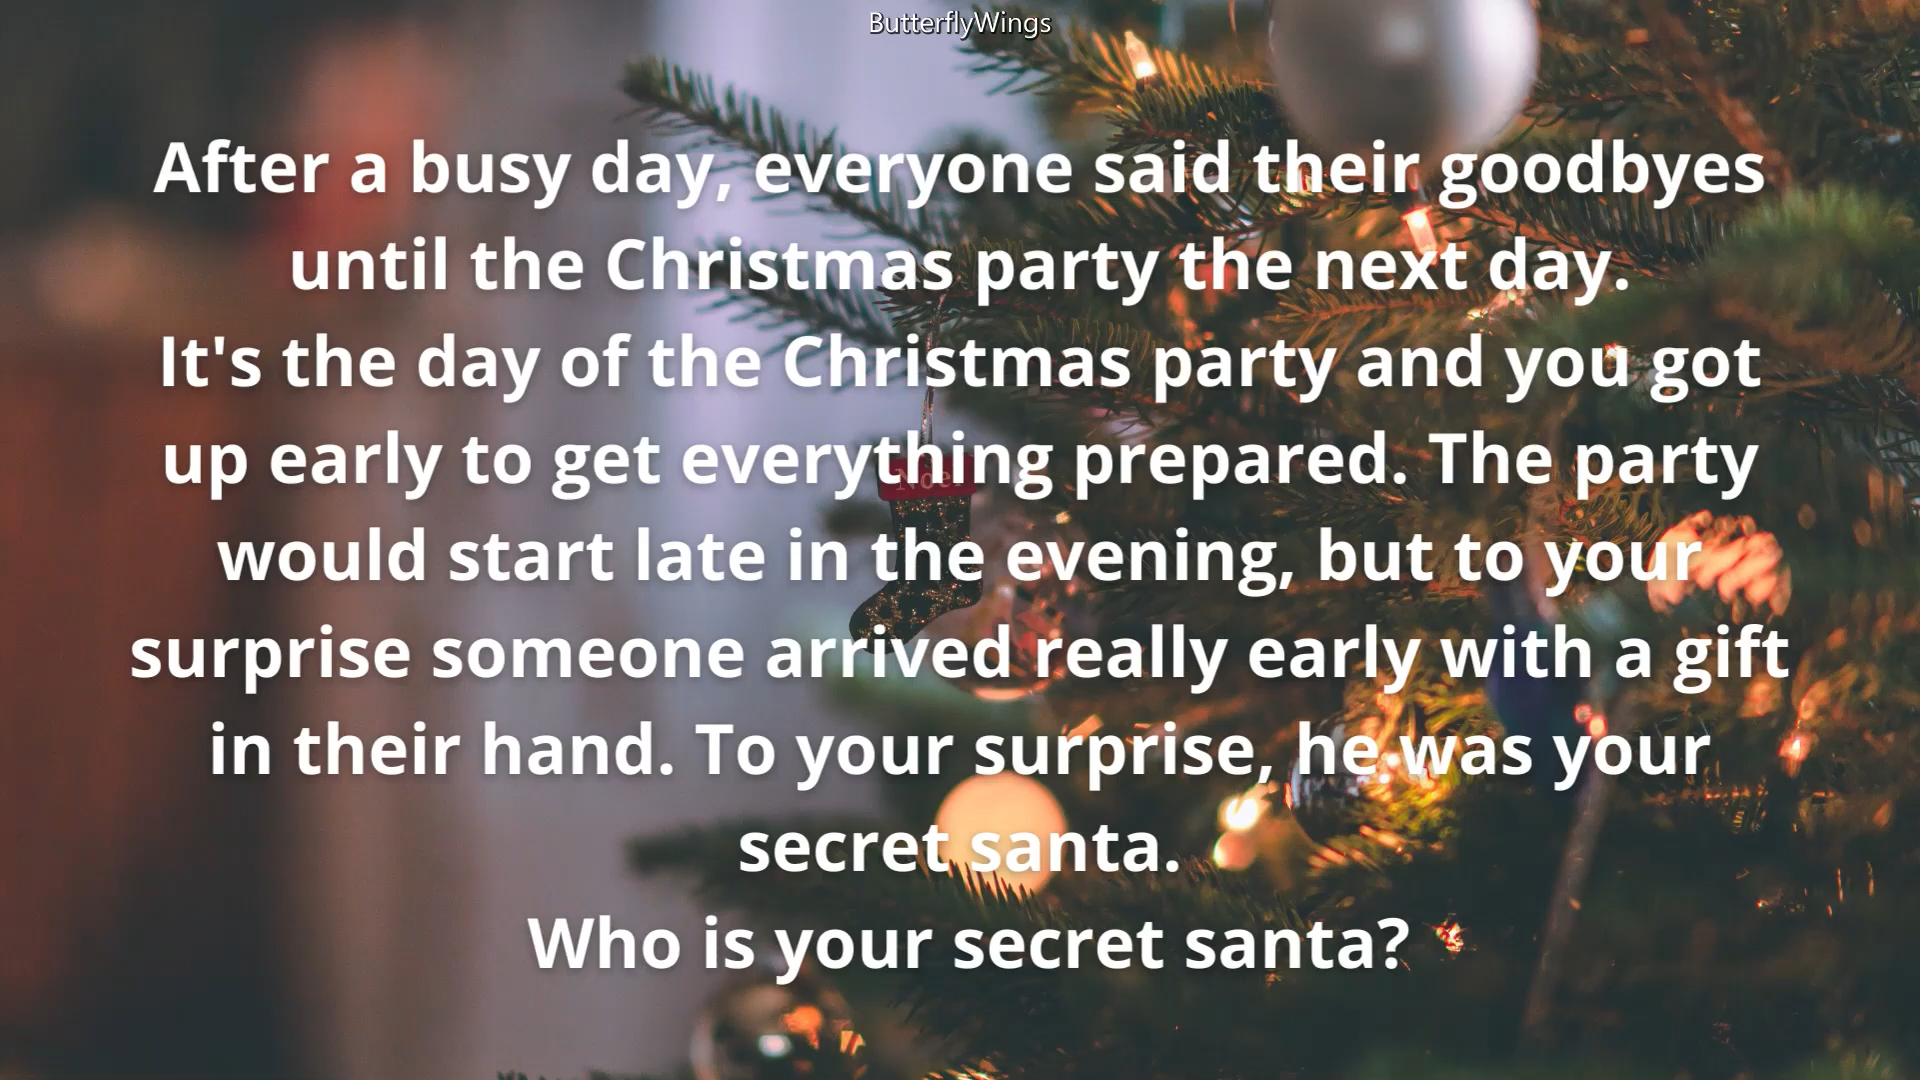 ButterflyWings
After a busy day, everyone said their goodbyes
until the Christmas party the next day.
It's the day of the Christmas party and you got
up early to get everything prepared. The party
would start late in the evening, but to your
surprise someone arrived really early with a gift
in their hand. To your surprise, he was your
secret santa.
Who is your secret santa?
Noel